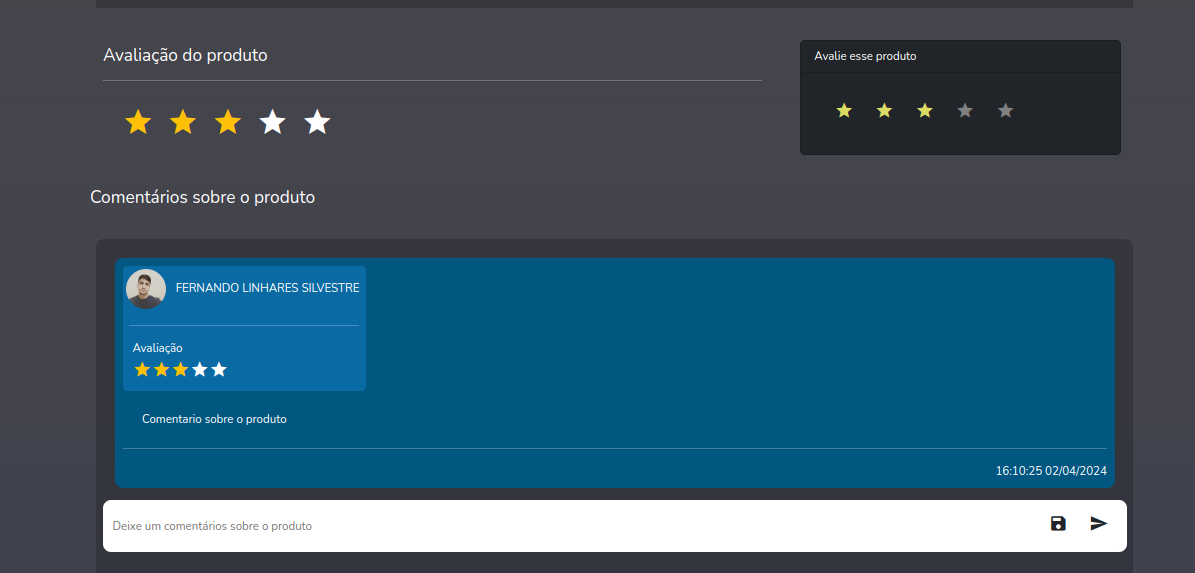 Avaliação do produto
Avalie esse produto
Comentários sobre o produto
FERNANDO LINHARES SILVESTRE
Avaliação
Comentario sobre o produto
16:10:25 02/04/2024
Deixe um comentários sobre o produto